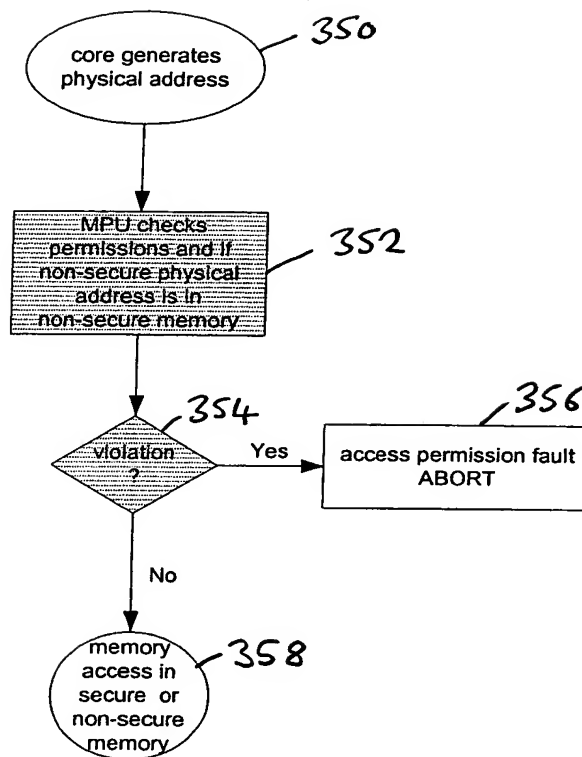 350
core generates
physical address
MPU checks
permissions and if
non-secure physical
address is in
non-secure memory
352
354
violation
?
Yes
356
access permission fault
ABORT
No
memory
access in
secure or
non-secure
memory
358